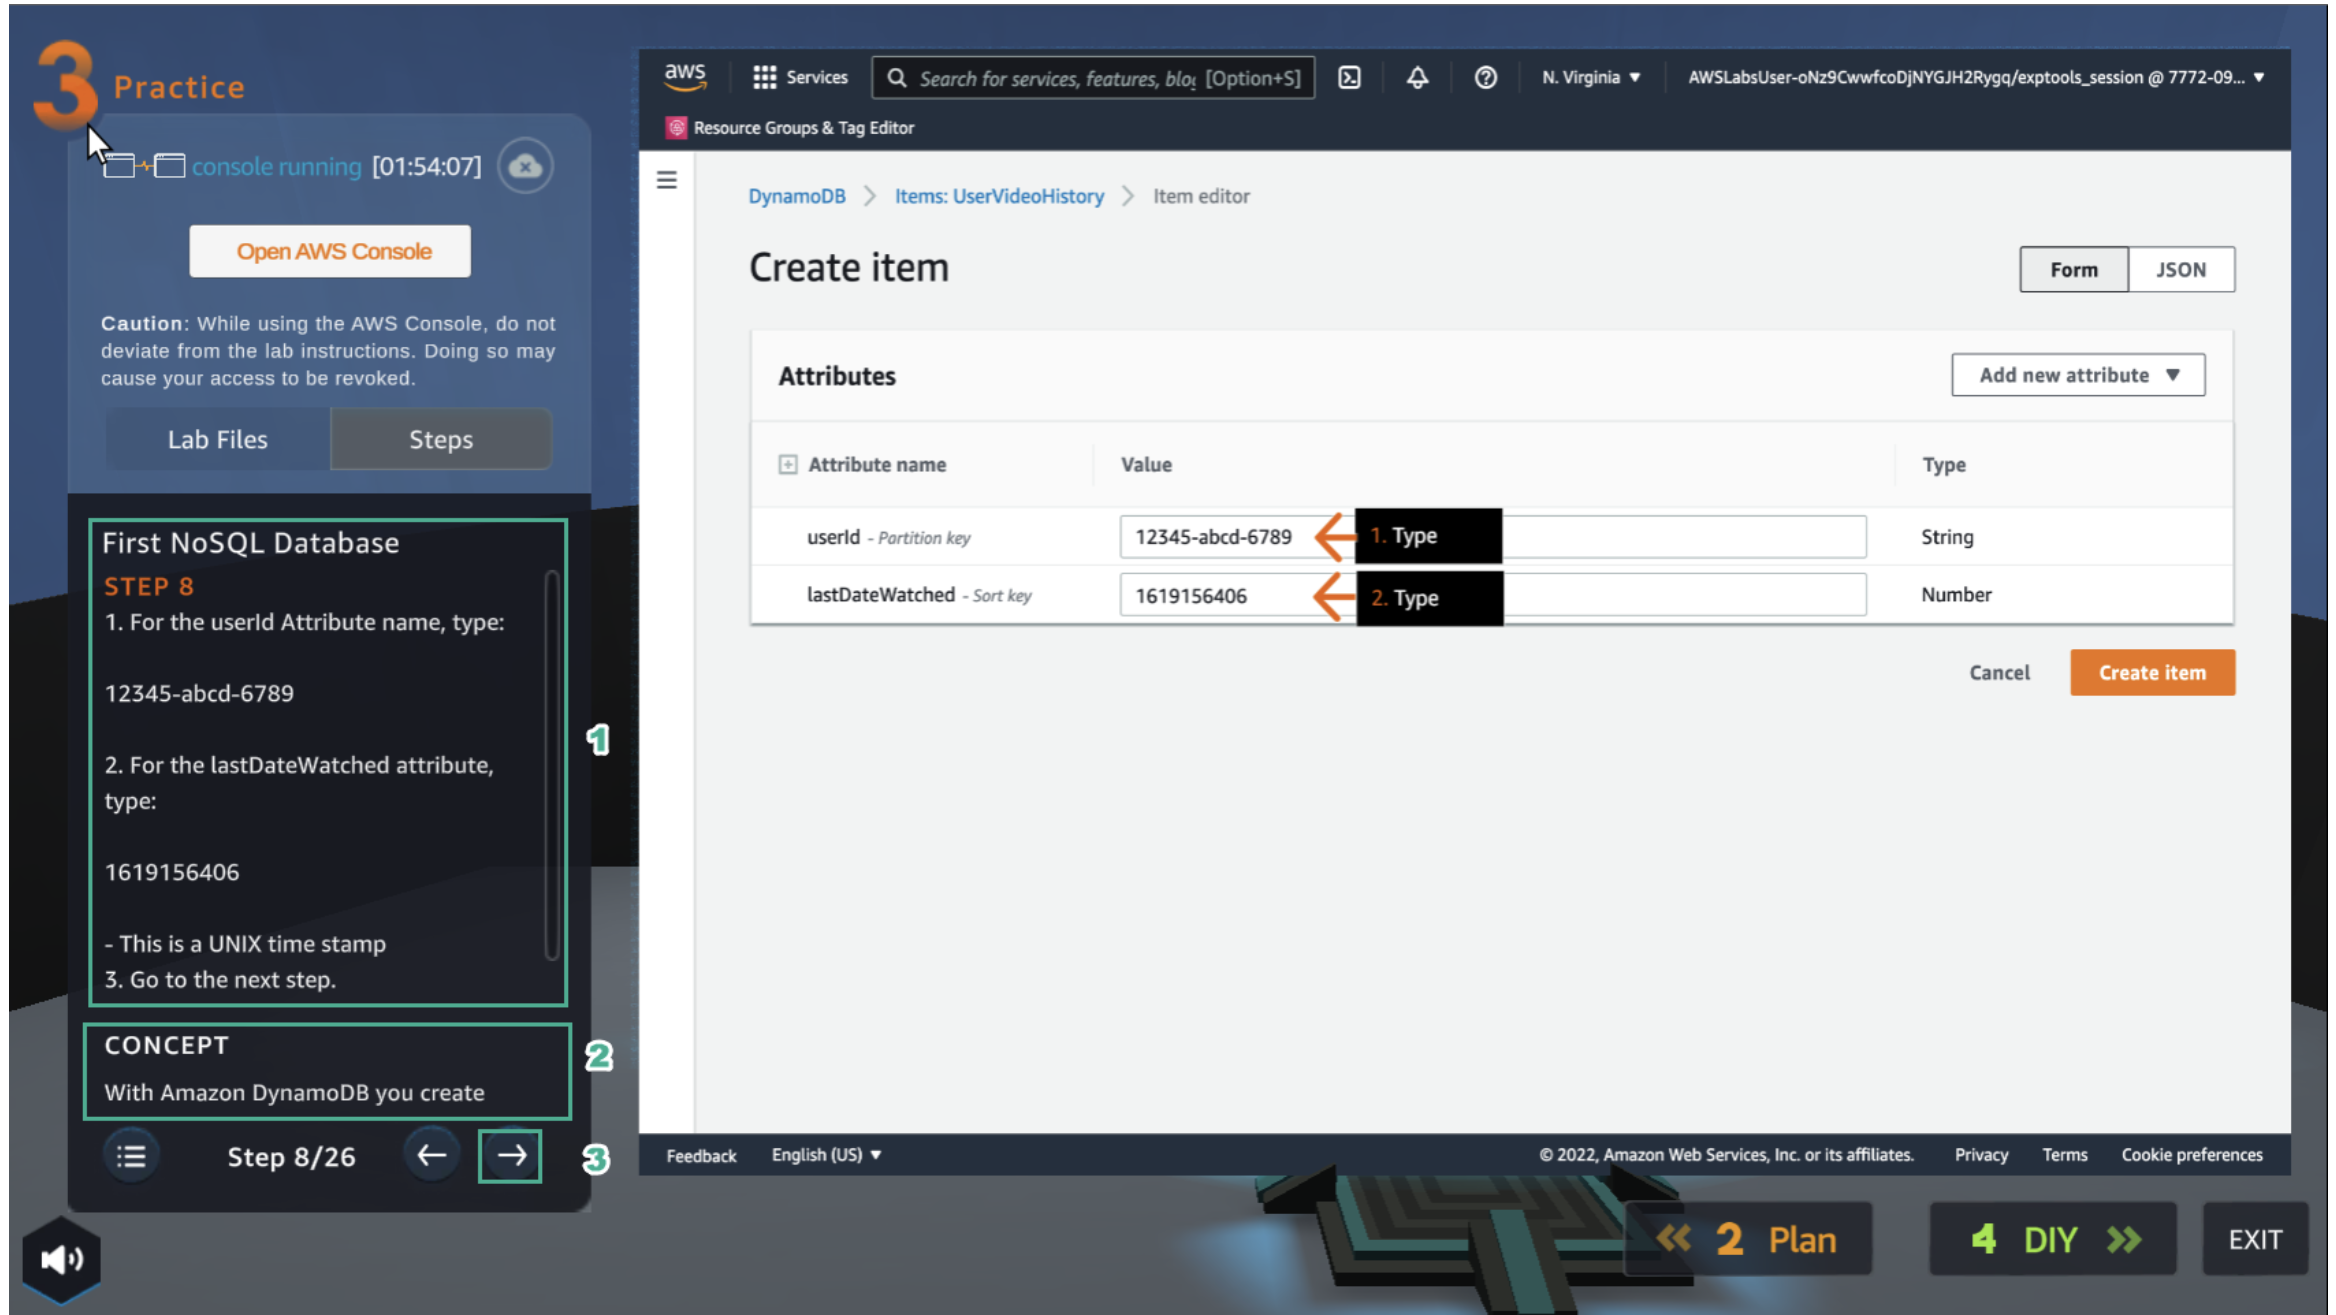 3 Practice
console running [01:54:07]
Open AWS Console
Caution: While using the AWS Console, do not
deviate from the lab instructions. Doing so may
cause your access to be revoked.
Lab Files
Steps
First NoSQL Database
STEP 8
1. For the userId Attribute name, type:
12345-abcd-6789
2. For the lastDateWatched attribute,
type:
1619156406
- This is a UNIX time stamp
3. Go to the next step.
1
CONCEPT
With Amazon DynamoDB you create
2
Step 8/26
3
aws
Services
Search for services, features, blog [Option+S]
N. Virginia
AWSLabsUser-oNz9CwwfcoDjNYGJH2Rygq/exptools_session @ 7772-09...
Resource Groups & Tag Editor
DynamoDB
Items: UserVideoHistory
Item editor
Create item
Form
JSON
Attributes
Add new attribute
Attribute name
Value
Type
userId - Partition key
12345-abcd-6789
1. Type
String
lastDateWatched - Sort key
1619156406
2. Type
Number
Cancel
Create item
Feedback
English (US)
© 2022, Amazon Web Services, Inc. or its affiliates.
Privacy
Terms
Cookie preferences
2 Plan
4 DIY
EXIT